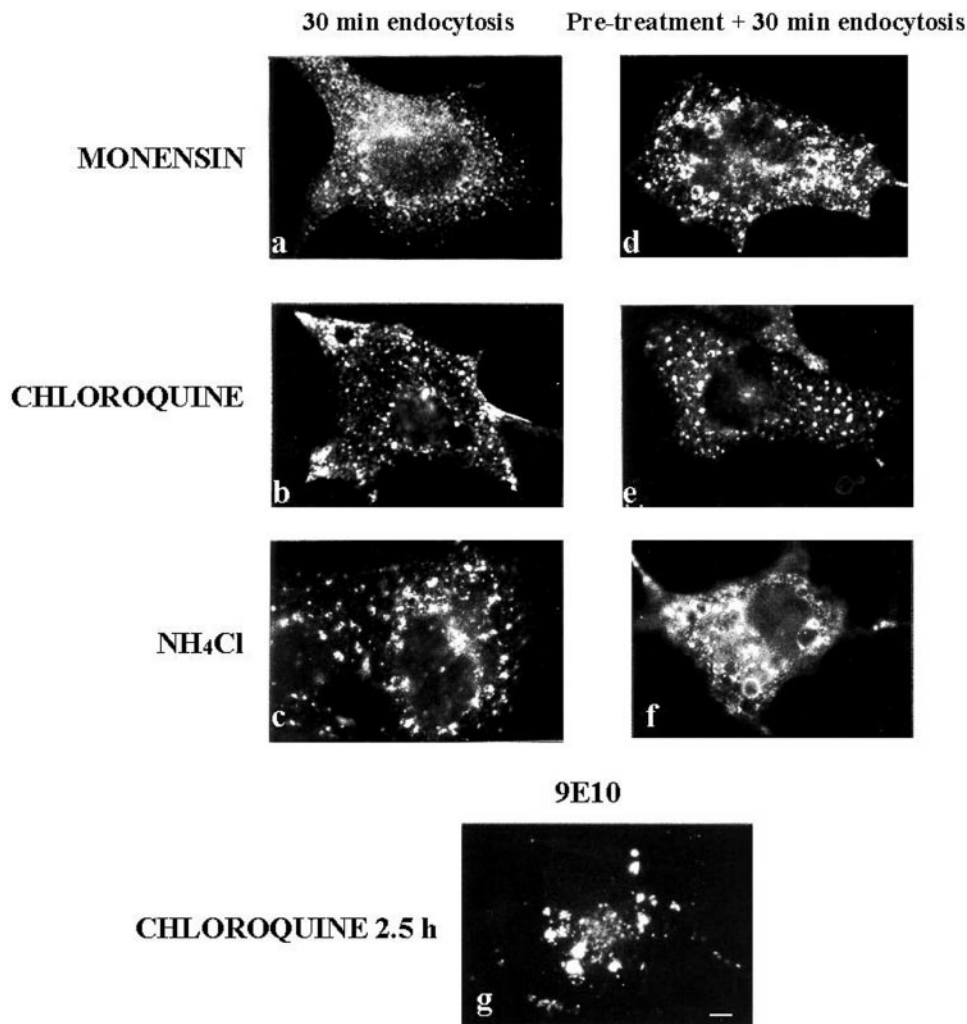 30 min endocytosis Pre-treatment + 30 min endocytosis
MONENSIN
a d
CHLOROQUINE
b e
NH₄Cl
c f
9E10
CHLOROQUINE 2.5 h
g